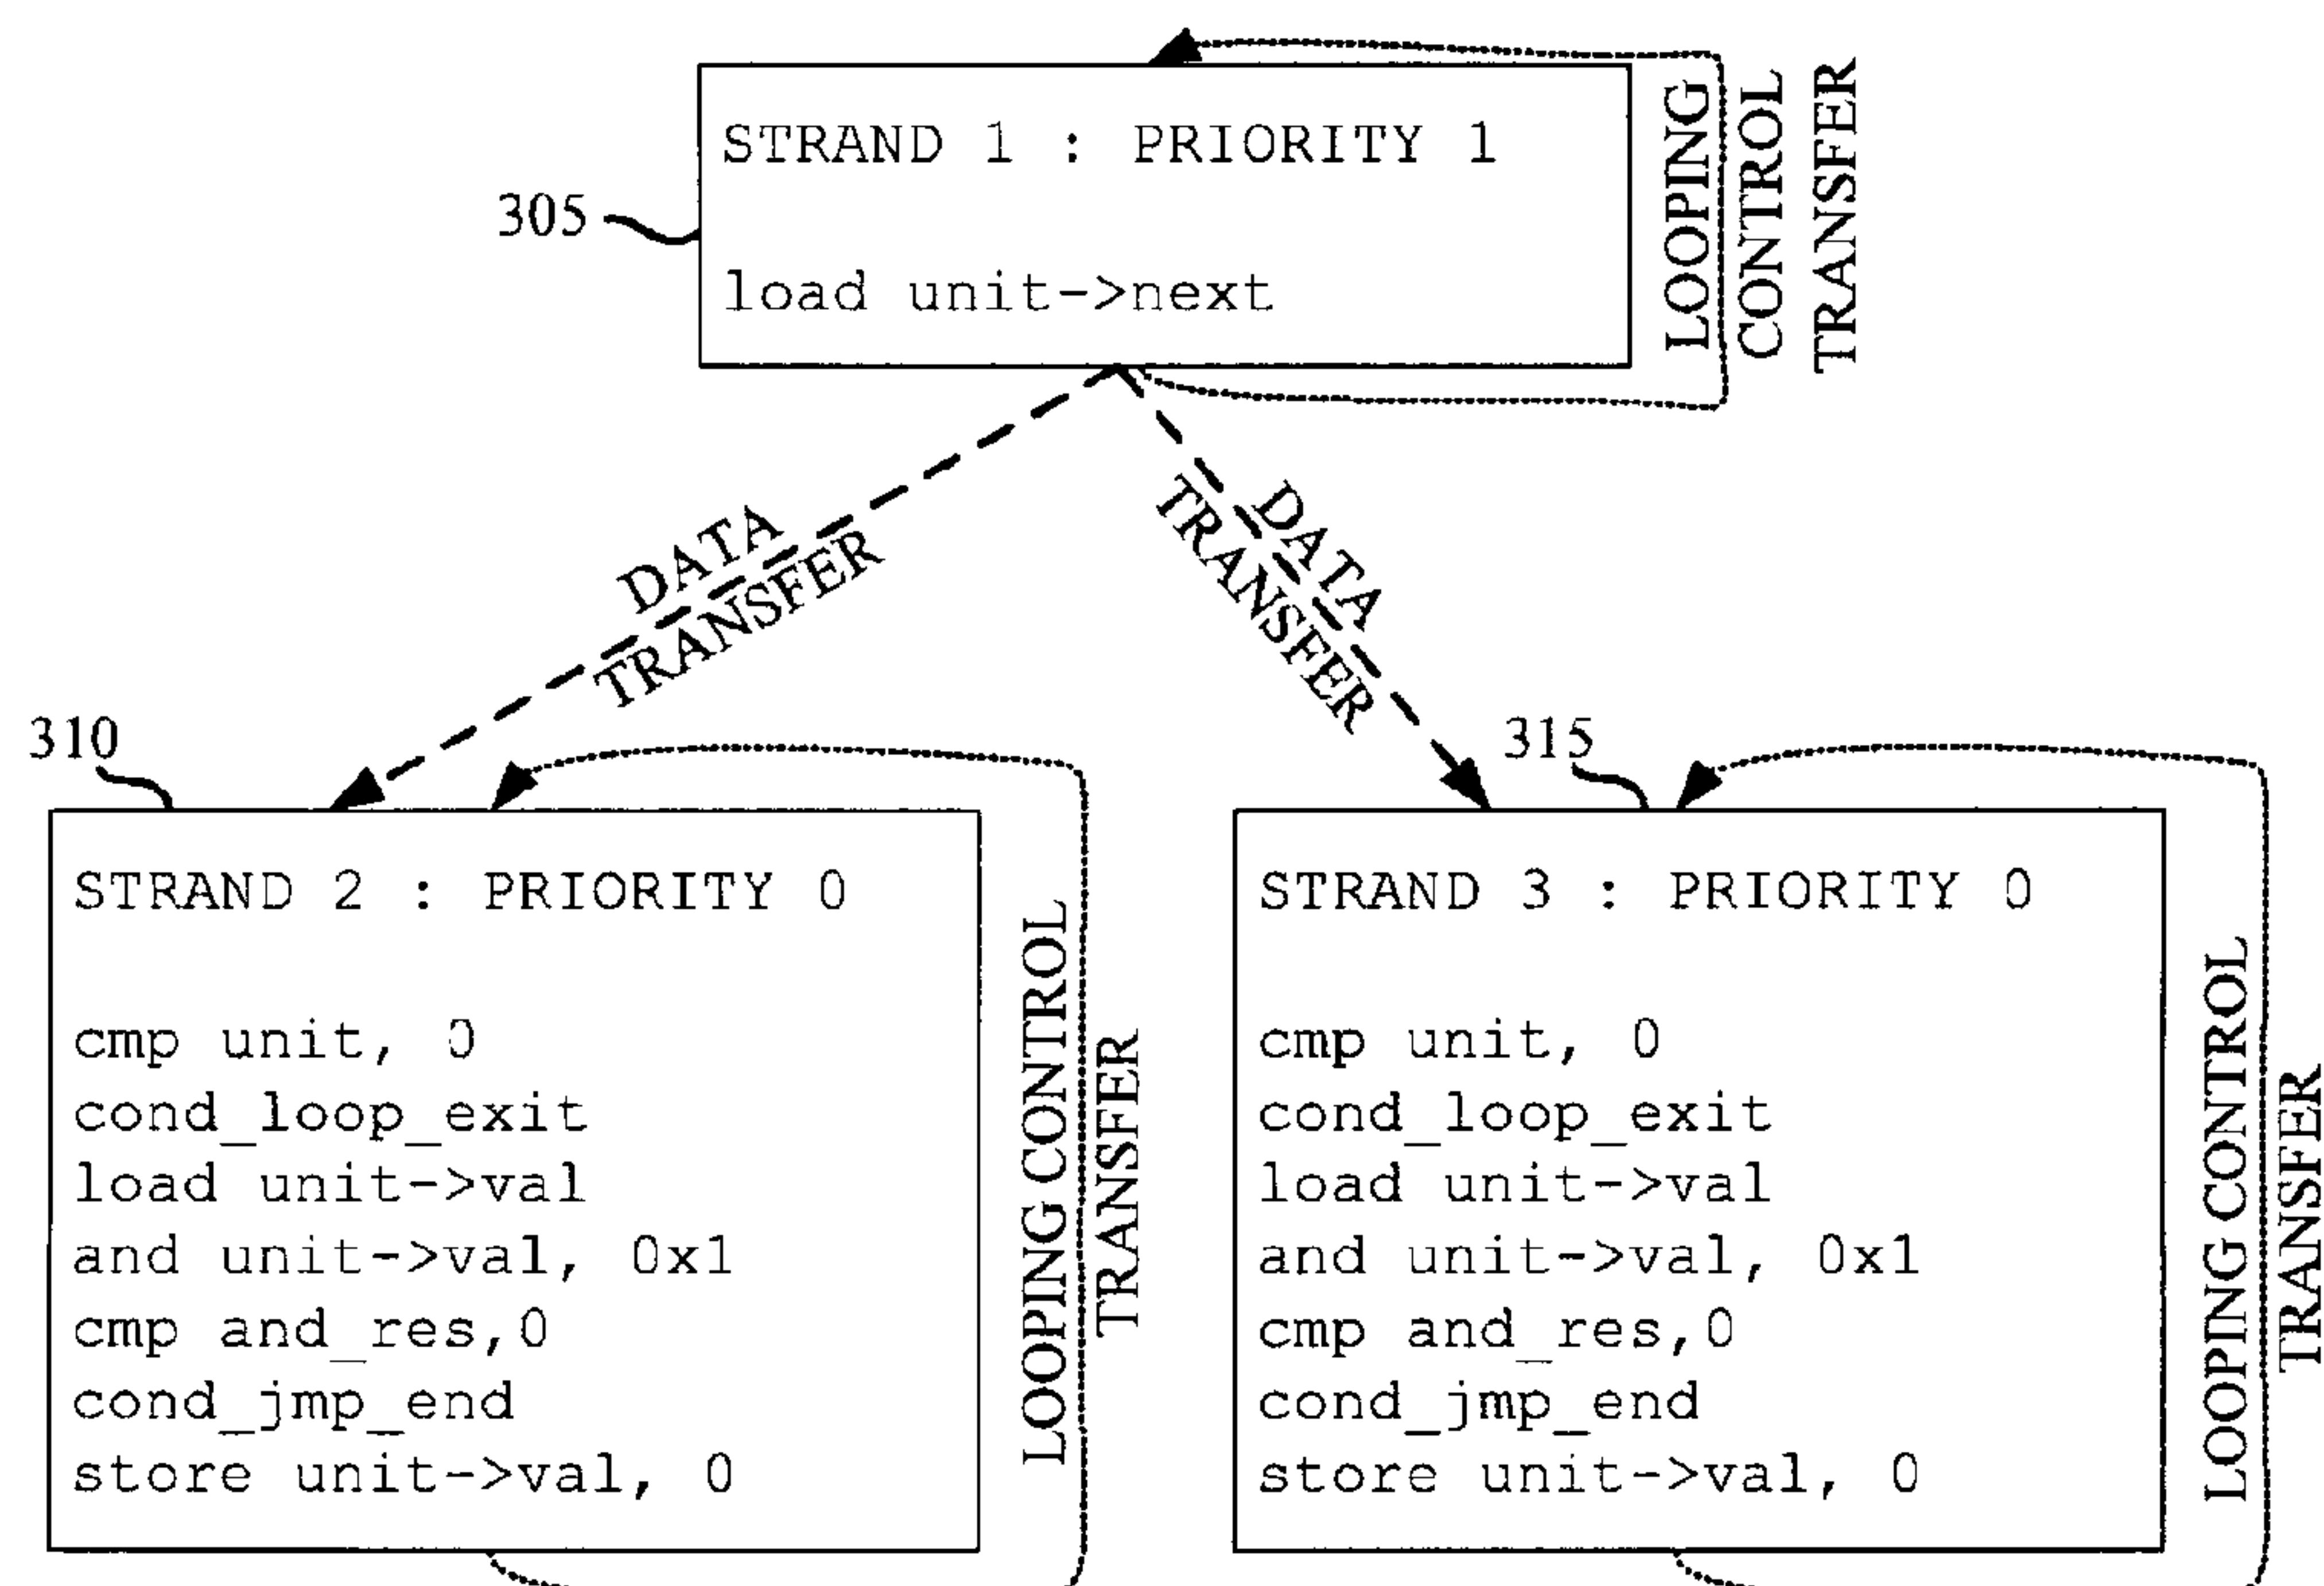 STRAND 1 : PRIORITY 1
load unit->next
305
LOOPING
CONTROL
TRANSFER
DATA
TRANSFER
DATA
TRANSFER
310
STRAND 2 : PRIORITY 0
cmp unit, 0
cond_loop_exit
load unit->val
and unit->val, 0x1
cmp and_res,0
cond_jmp_end
store unit->val, 0
LOOPING CONTROL
TRANSFER
315
STRAND 3 : PRIORITY 0
cmp unit, 0
cond_loop_exit
load unit->val
and unit->val, 0x1
cmp and_res,0
cond_jmp_end
store unit->val, 0
LOOPING CONTROL
TRANSFER